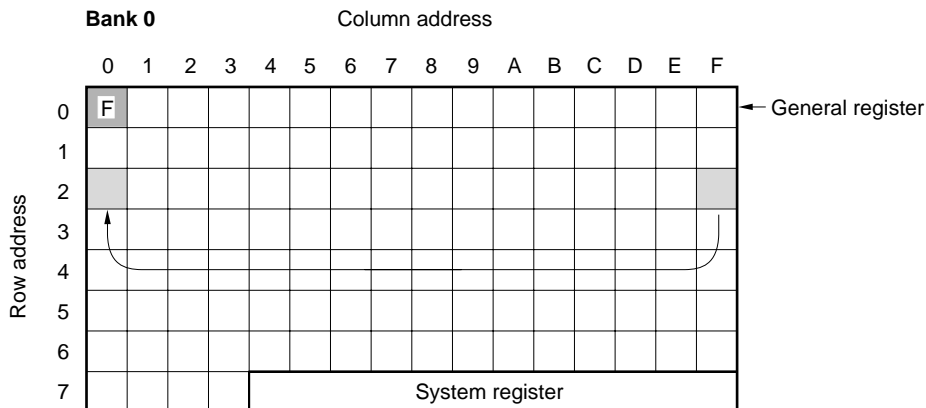 Bank 0 Column address
0 1 2 3 4 5 6 7 8 9 A B C D E F
0 F General register
1
2
3
4
5
6
7 System register
Row address